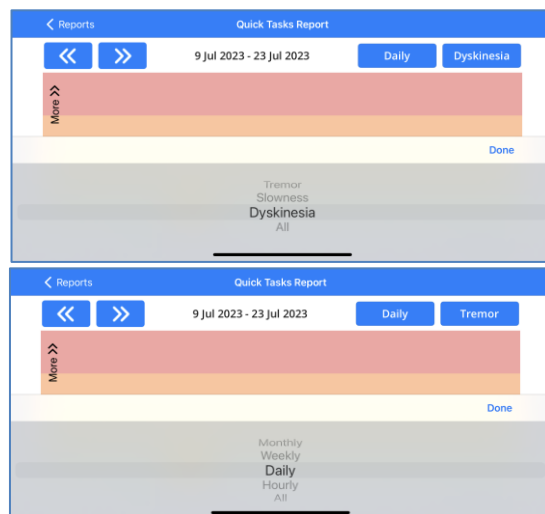 Reports
Quick Tasks Report
9 Jul 2023 - 23 Jul 2023
Daily
Dyskinesia
More
Done
Tremor
Slowness
Dyskinesia
All
Reports
Quick Tasks Report
9 Jul 2023 - 23 Jul 2023
Daily
Tremor
More
Done
Monthly
Weekly
Daily
Hourly
All